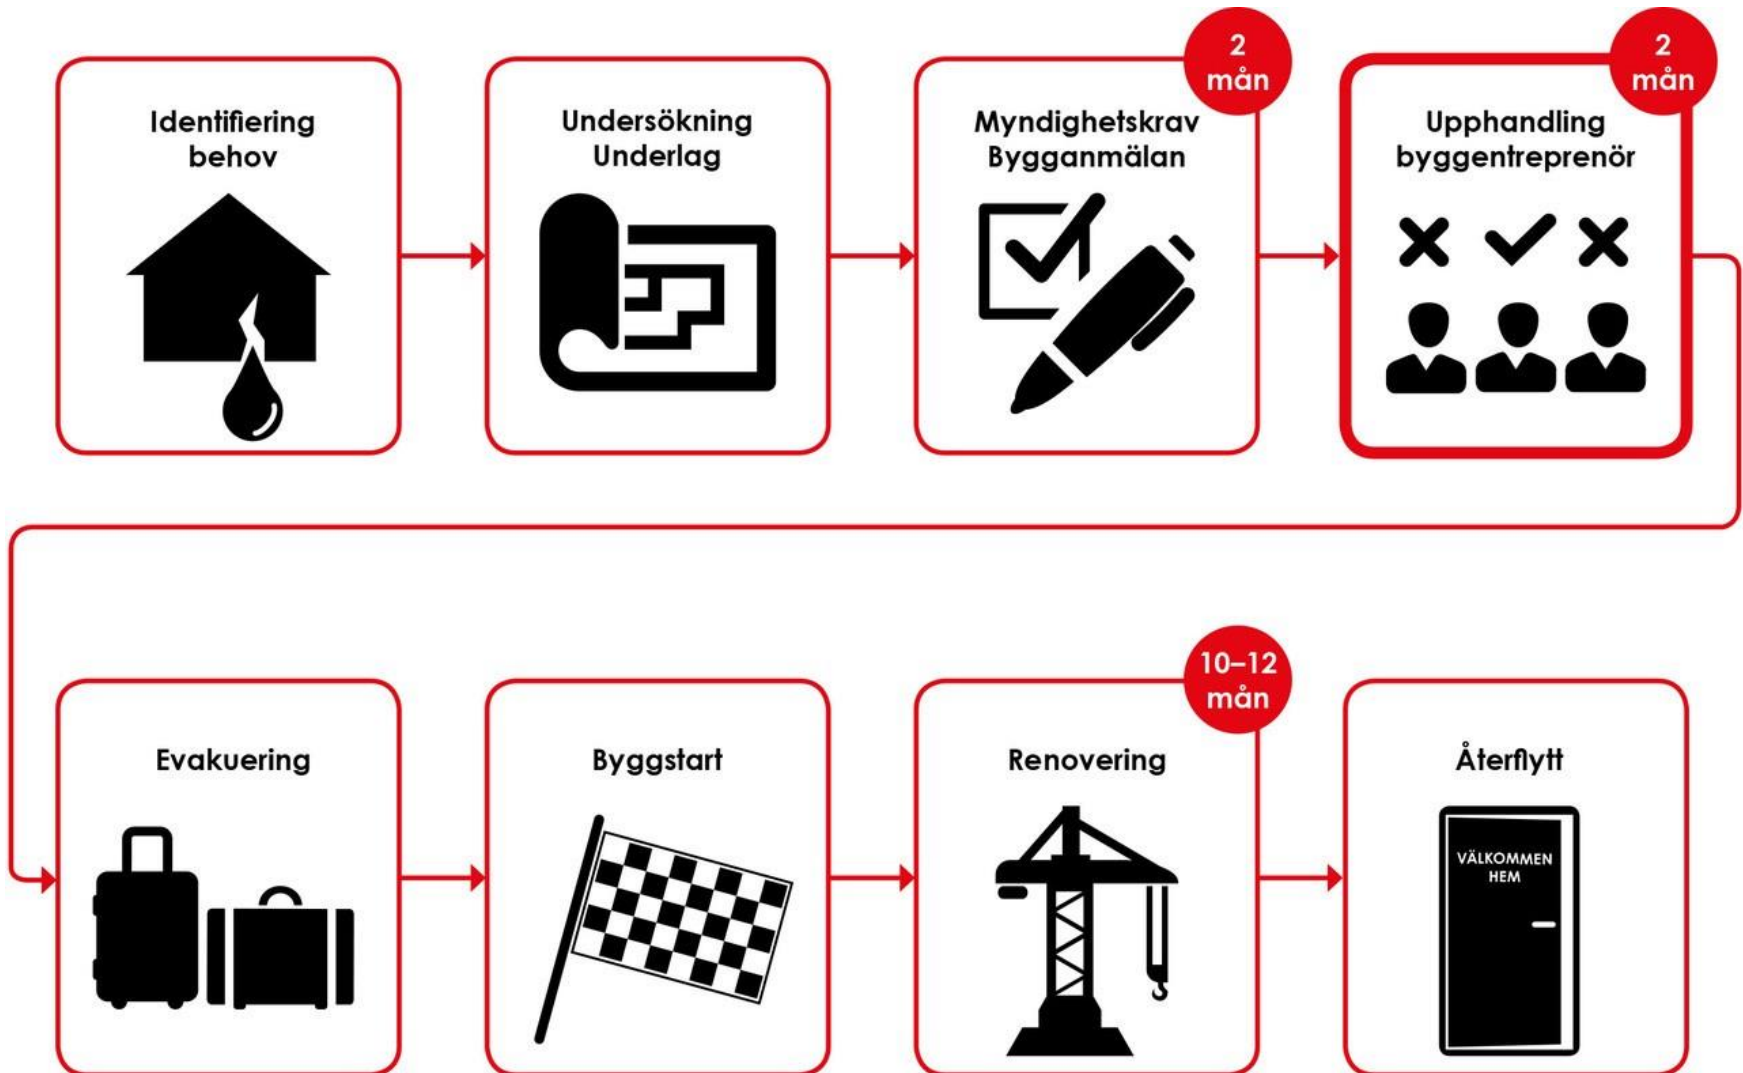 Identifiering
behov
Undersökning
Underlag
2
mån
Myndighetskrav
Bygganmälan
2
mån
Upphandling
byggentreprenör
Evakuering
Byggstart
10–12
mån
Renovering
Återflytt
VÄLKOMMEN
HEM